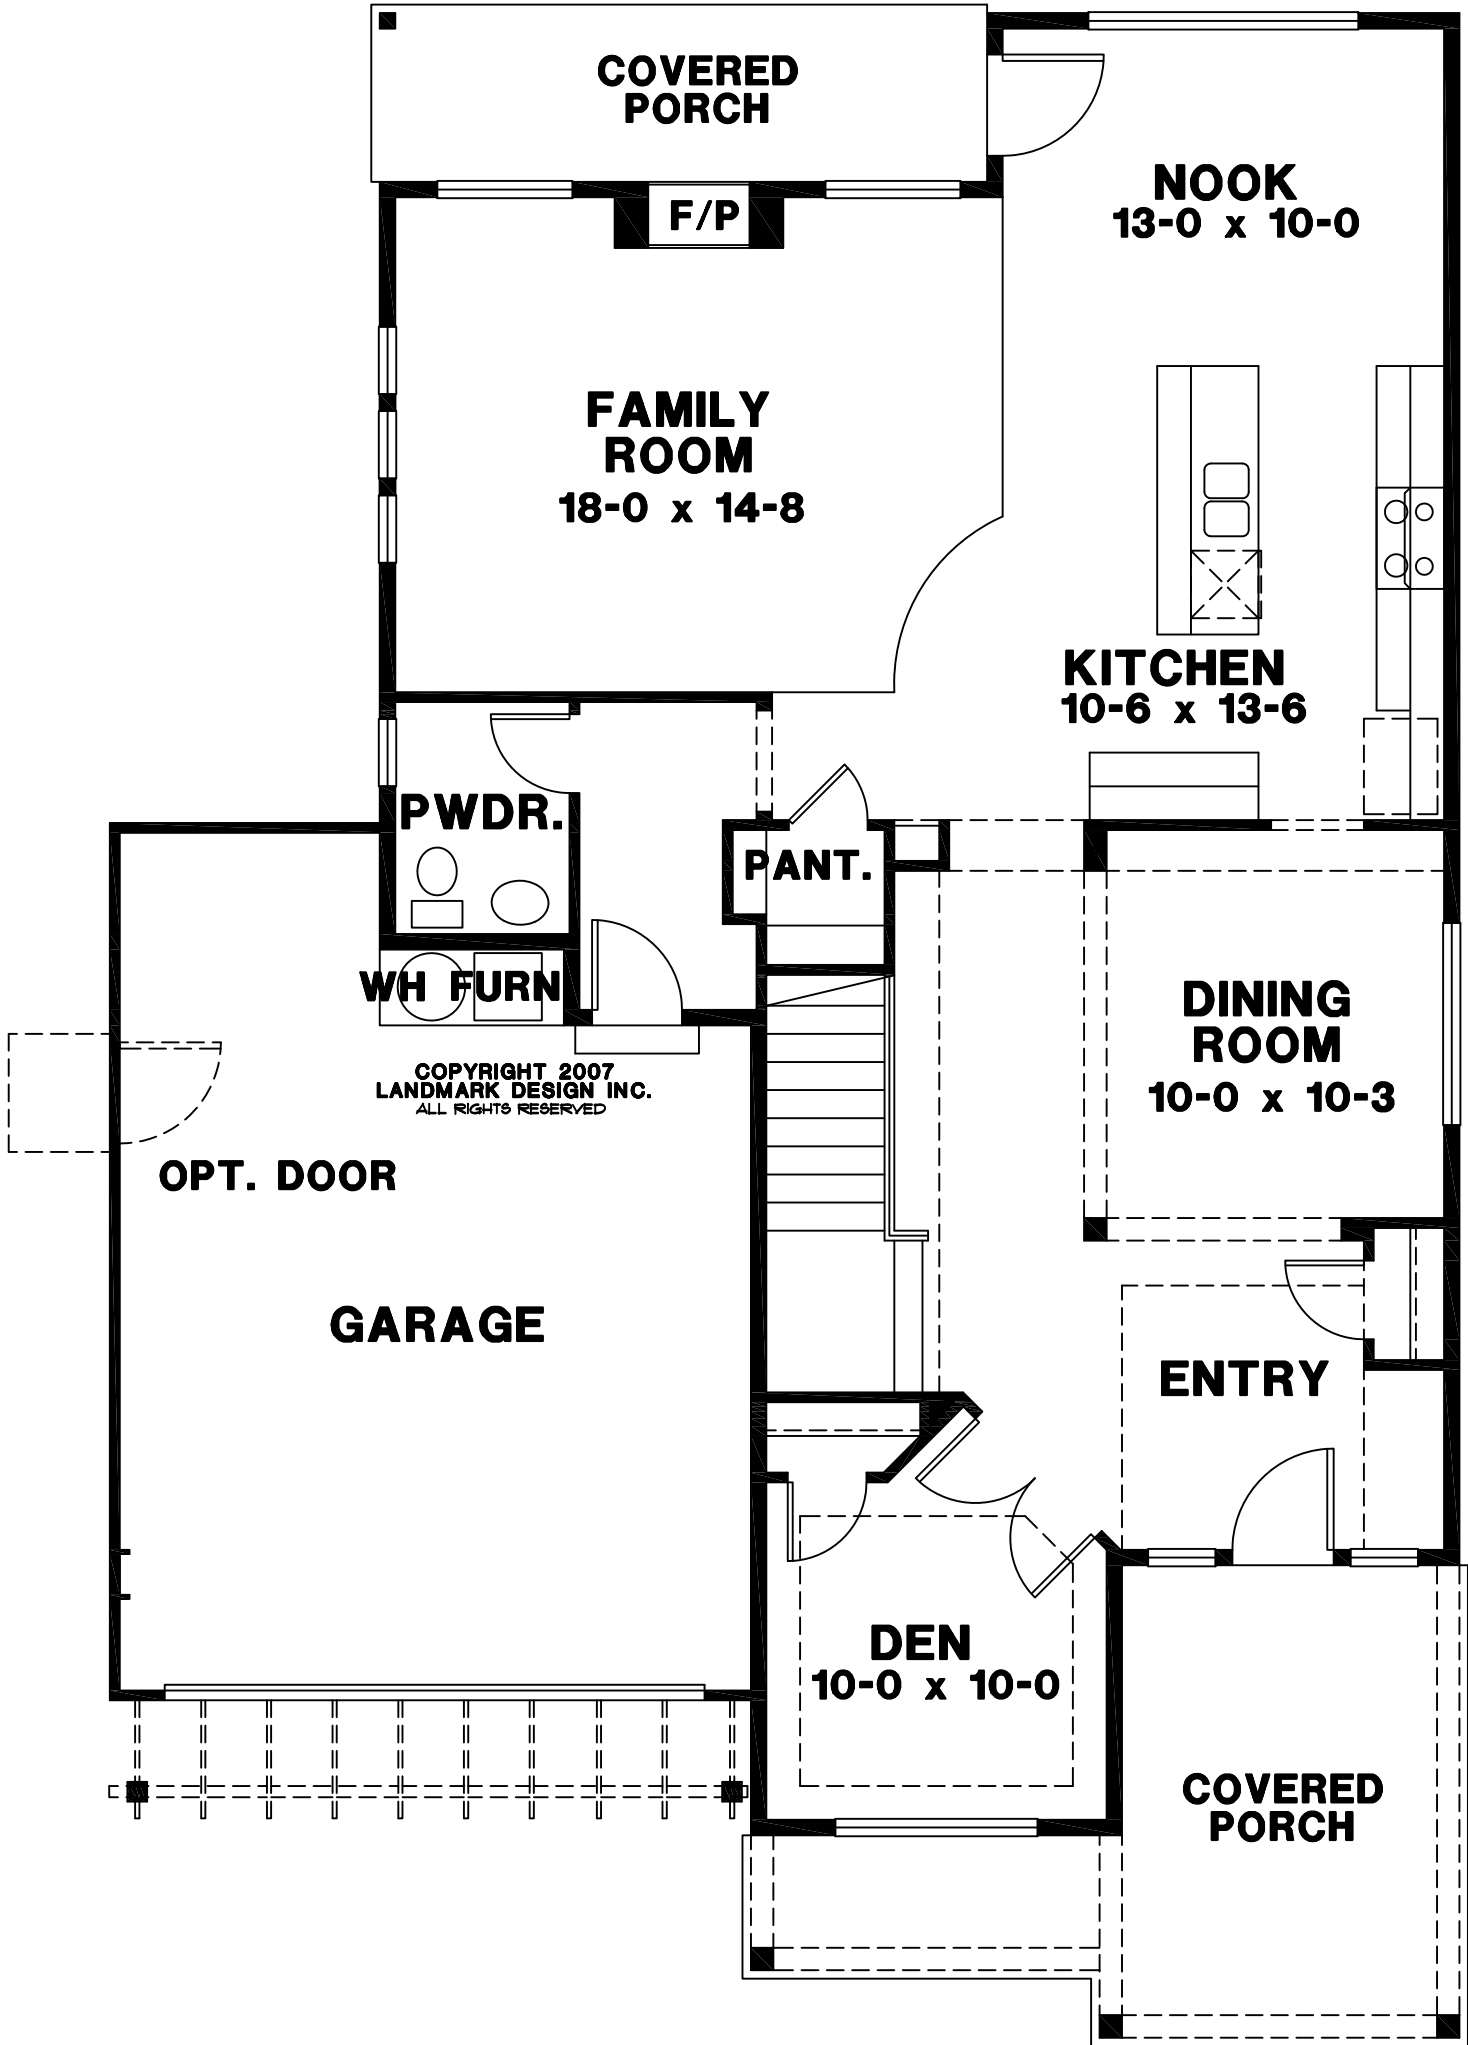 COVERED
PORCH
NOOK
13-0 x 10-0
F/P
FAMILY
ROOM
18-0 x 14-8
KITCHEN
10-6 x 13-6
PWDR.
PANT.
WH FURN
DINING
ROOM
10-0 x 10-3
COPYRIGHT 2007
LANDMARK DESIGN INC.
ALL RIGHTS RESERVED
OPT. DOOR
GARAGE
ENTRY
DEN
10-0 x 10-0
COVERED
PORCH